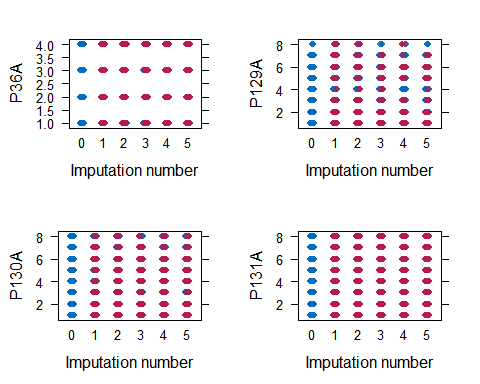 P36A
4.0
3.5
3.0
2.5
2.0
1.5
1.0
0 1 2 3 4 5
Imputation number
P129A
8
6
4
2
0 1 2 3 4 5
Imputation number
P130A
8
6
4
2
0 1 2 3 4 5
Imputation number
P131A
8
6
4
2
0 1 2 3 4 5
Imputation number